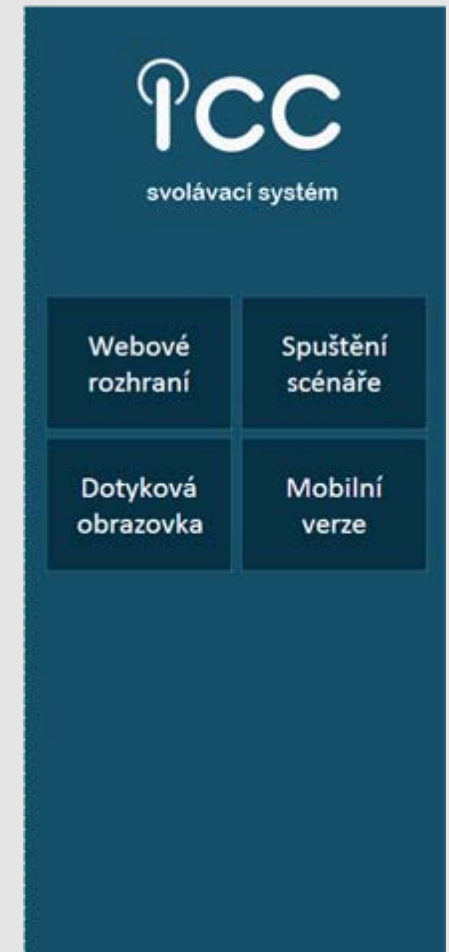 ICC
svolávací systém
Webové
rozhraní
Spuštění
scénáře
Dotyková
obrazovka
Mobilní
verze